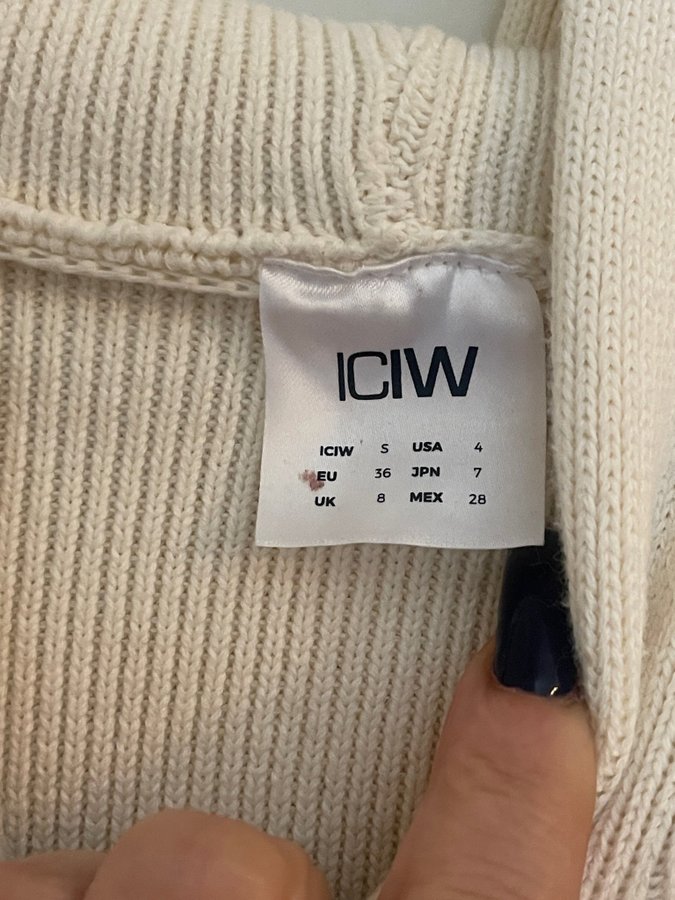 ICIW
ICIW S USA 4
EU 36 JPN 7
UK 8 MEX 28